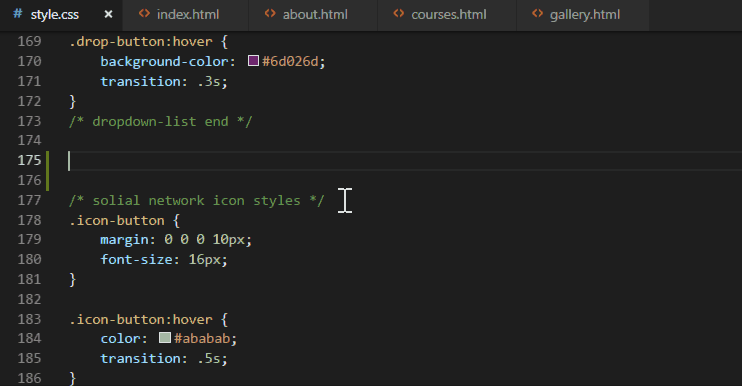 # style.css × <> index.html <> about.html <> courses.html <> gallery.html
169 .drop-button:hover {
170 background-color: #6d026d;
171 transition: .3s;
172 }
173 /* dropdown-list end */
174
175
176
177 /* solial network icon styles */
178 .icon-button {
179 margin: 0 0 0 10px;
180 font-size: 16px;
181 }
182
183 .icon-button:hover {
184 color: #ababab;
185 transition: .5s;
186 }